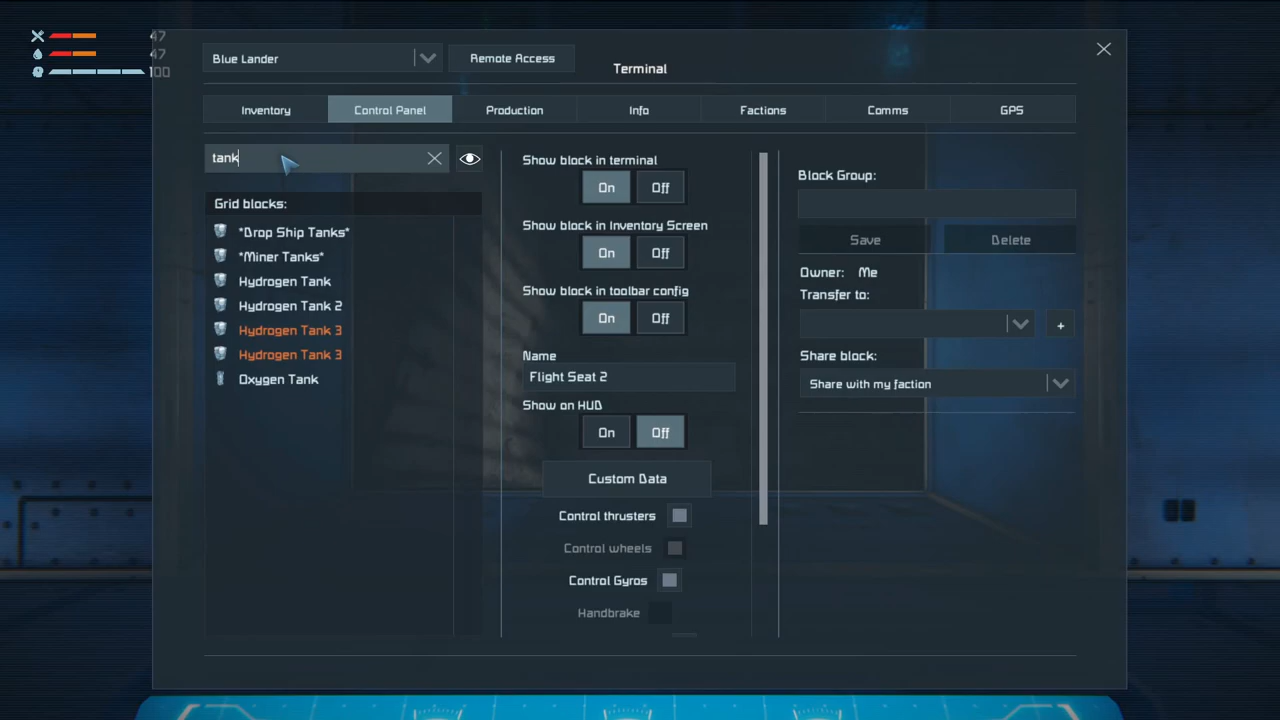 47
47
100
Blue Lander
Remote Access
Terminal
Inventory
Control Panel
Production
Info
Factions
Comms
GPS
tank
Grid blocks:
*Drop Ship Tanks*
*Miner Tanks*
Hydrogen Tank
Hydrogen Tank 2
Hydrogen Tank 3
Hydrogen Tank 3
Oxygen Tank
Show block in terminal
On Off
Show block in Inventory Screen
On Off
Show block in toolbar config
On Off
Name
Flight Seat 2
Show on HUD
On Off
Custom Data
Control thrusters
Control wheels
Control Gyros
Handbrake
Block Group:
Save Delete
Owner: Me
Transfer to:
+
Share block:
Share with my faction